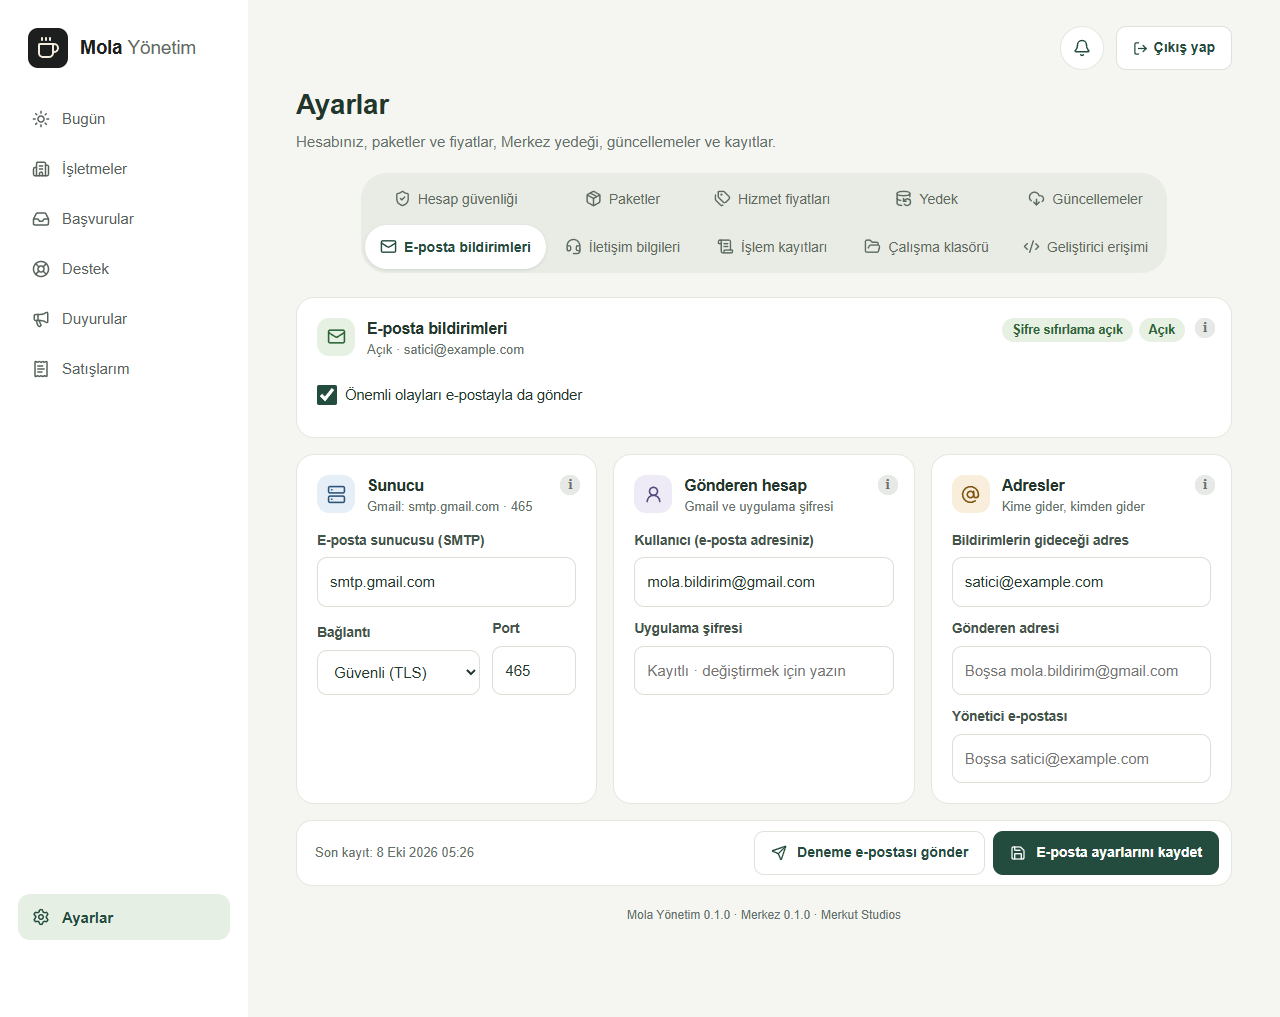 Mola Yönetim
Çıkış yap
Bugün
İşletmeler
Başvurular
Destek
Duyurular
Satışlarım
Ayarlar
Ayarlar
Hesabınız, paketler ve fiyatlar, Merkez yedeği, güncellemeler ve kayıtlar.
Hesap güvenliği
Paketler
Hizmet fiyatları
Yedek
Güncellemeler
E-posta bildirimleri
İletişim bilgileri
İşlem kayıtları
Çalışma klasörü
Geliştirici erişimi
E-posta bildirimleri
Açık · satici@example.com
Şifre sıfırlama açık
Açık
i
Önemli olayları e-postayla da gönder
Sunucu
Gmail: smtp.gmail.com · 465
i
E-posta sunucusu (SMTP)
smtp.gmail.com
Bağlantı
Güvenli (TLS)
Port
465
Gönderen hesap
Gmail ve uygulama şifresi
i
Kullanıcı (e-posta adresiniz)
mola.bildirim@gmail.com
Uygulama şifresi
Kayıtlı · değiştirmek için yazın
Adresler
Kime gider, kimden gider
i
Bildirimlerin gideceği adres
satici@example.com
Gönderen adresi
Boşsa mola.bildirim@gmail.com
Yönetici e-postası
Boşsa satici@example.com
Son kayıt: 8 Eki 2026 05:26
Deneme e-postası gönder
E-posta ayarlarını kaydet
Mola Yönetim 0.1.0 · Merkez 0.1.0 · Merkut Studios